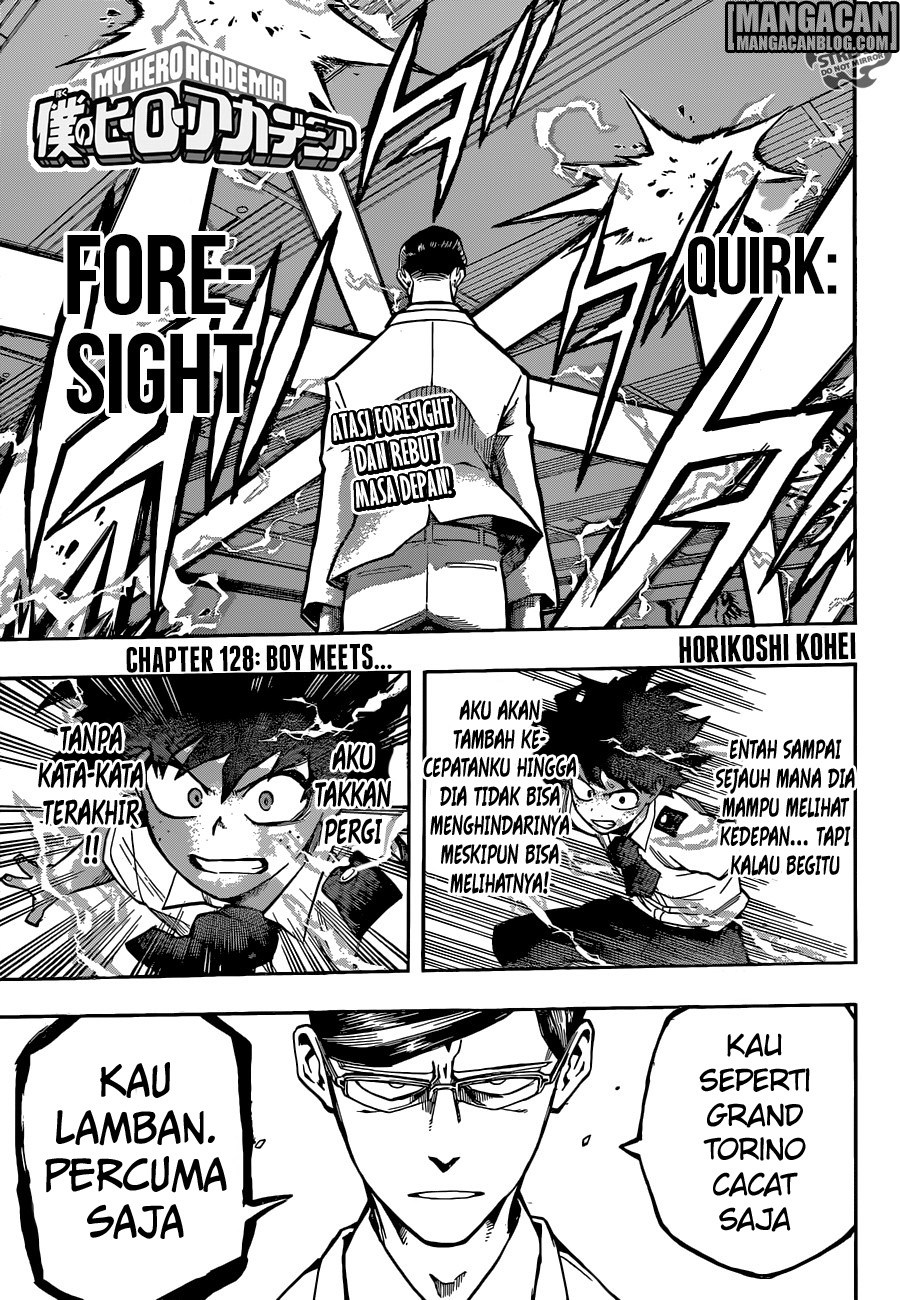 [MANGACAN]
MANGACANBLOG.COM
DO NOT MIRROR
MY HERO ACADEMIA
僕のヒーローアカデミア
QUIRK:
FORE-
SIGHT
ATASI FORESIGHT
DAN REBUT
MASA DEPAN!
CHAPTER 128: BOY MEETS...
HORIKOSHI KOHEI
ENTAH SAMPAI
SEJAUH MANA DIA
MAMPU MELIHAT
KEDEPAN... TAPI
KALAU BEGITU
AKU AKAN
TAMBAH KE-
CEPATANKU HINGGA
DIA TIDAK BISA
MENGHINDARINYA
MESKIPUN BISA
MELIHATNYA!
AKU
TAKKAN
PERGI
TANPA
KATA-KATA
TERAKHIR
!!
KAU
SEPERTI
GRAND
TORINO
CACAT
SAJA
KAU
LAMBAN.
PERCUMA
SAJA